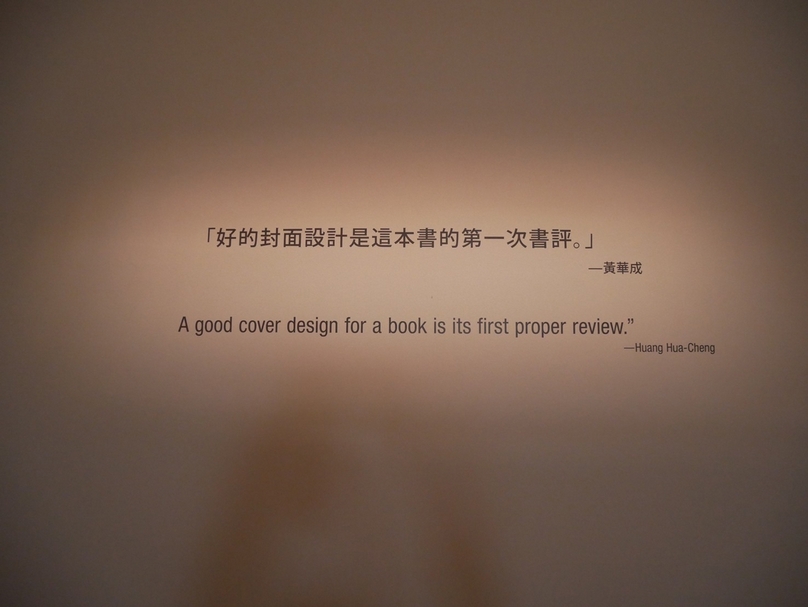 「好的封面設計是這本書的第一次書評。」
—黃華成
A good cover design for a book is its first proper review.”
—Huang Hua-Cheng